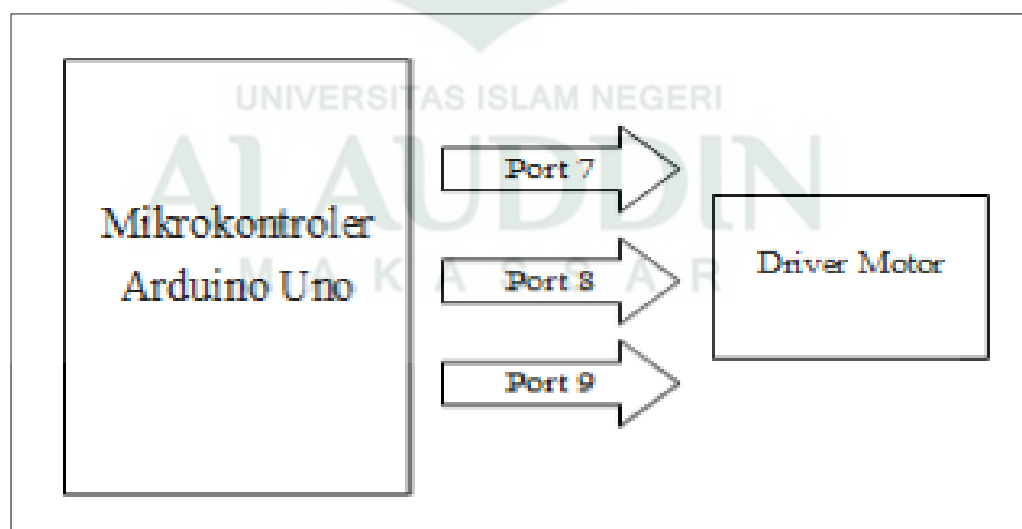 UNIVERSITAS ISLAM NEGERI
ALAUDDIN
MAKASSAR
Mikrokontroler
Arduino Uno
Port 7
Port 8
Port 9
Driver Motor